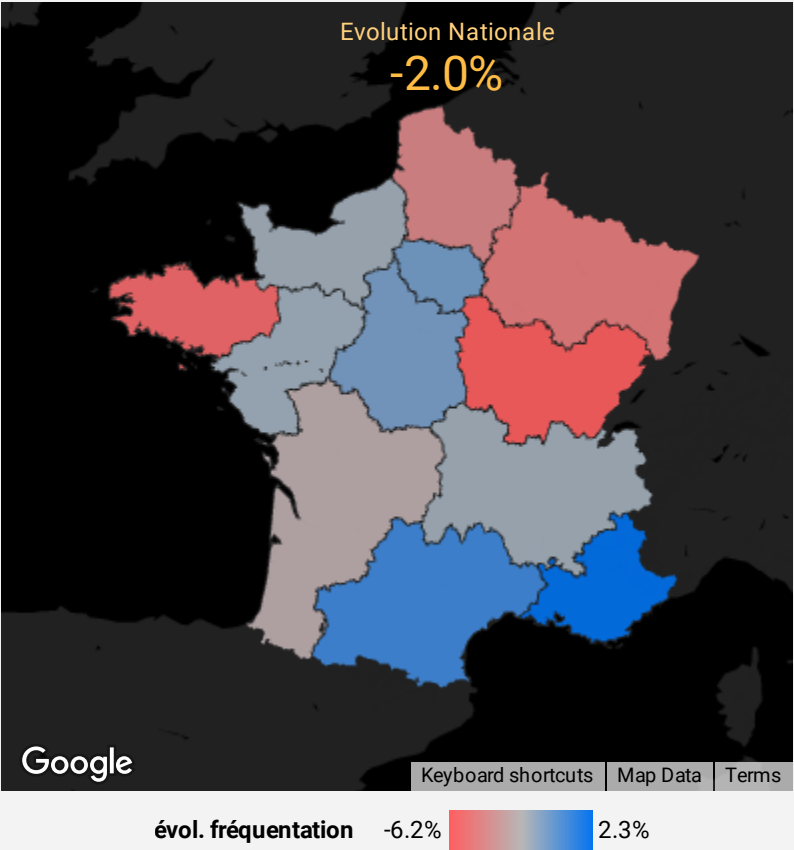 Evolution Nationale
-2.0%
Google
Keyboard shortcuts Map Data Terms
évol. fréquentation -6.2% 2.3%